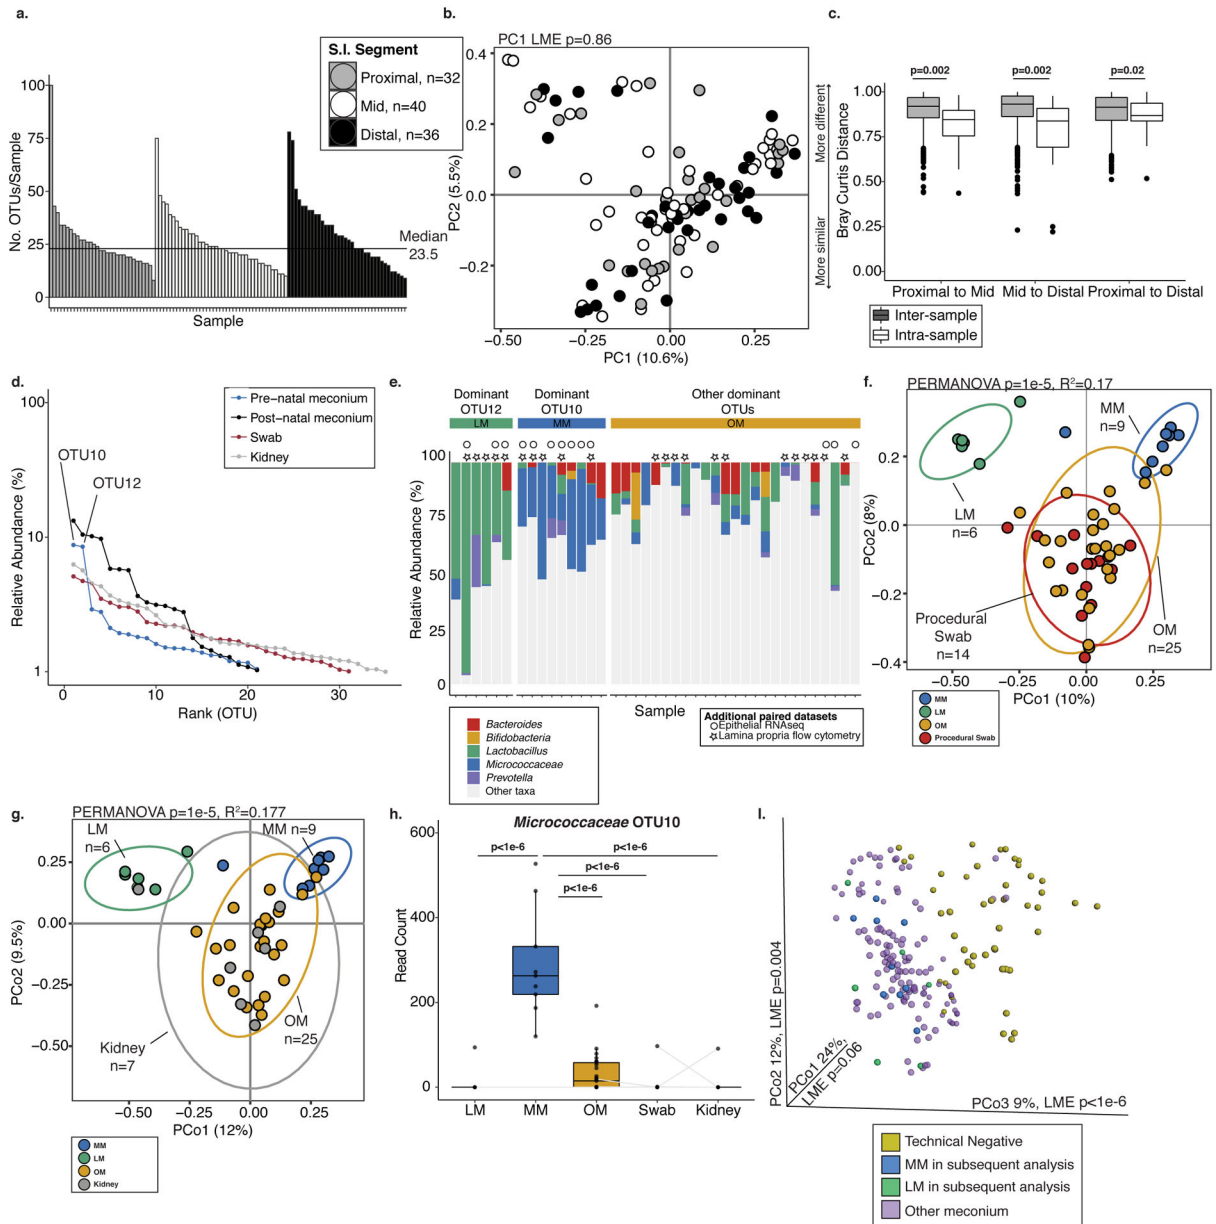 a.
S.I. Segment
Proximal, n=32
Mid, n=40
Distal, n=36
No. OTUs/Sample
100
75
50
25
0
Median
23.5
Sample
b.
PC1 LME p=0.86
PC2 (5.5%)
0.4
0.2
0.0
−0.2
−0.50
−0.25
0.00
0.25
PC1 (10.6%)
More different
More similar
c.
p=0.002
p=0.002
p=0.02
Bray Curtis Distance
1.00
0.75
0.50
0.25
0.00
Proximal to Mid
Mid to Distal
Proximal to Distal
Inter-sample
Intra-sample
d.
Relative Abundance (%)
100
10
1
Pre-natal meconium
Post-natal meconium
Swab
Kidney
OTU10
OTU12
0
10
20
30
Rank (OTU)
e.
Dominant
OTU12
LM
Dominant
OTU10
MM
Other dominant
OTUs
OM
Relative Abundance (%)
100
75
50
25
0
Sample
Bacteroides
Bifidobacteria
Lactobacillus
Micrococcaceae
Prevotella
Other taxa
Additional paired datasets
Epithelial RNAseq
Lamina propria flow cytometry
f.
PERMANOVA p=1e-5, R²=0.17
MM
n=9
LM
n=6
Procedural
Swab
n=14
OM
n=25
PCo2 (8%)
0.2
0.0
−0.2
−0.4
−0.50
−0.25
0.00
0.25
PCo1 (10%)
MM
LM
OM
Procedural Swab
g.
PERMANOVA p=1e-5, R²=0.177
LM
n=6
MM n=9
Kidney
n=7
OM
n=25
PCo2 (9.5%)
0.25
0.00
−0.25
−0.50
−0.50
−0.25
0.00
0.25
PCo1 (12%)
MM
LM
OM
Kidney
h.
Micrococcaceae OTU10
Read Count
600
400
200
0
p<1e-6
p<1e-6
p<1e-6
p<1e-6
LM
MM
OM
Swab
Kidney
I.
PCo2 12%, LME p=0.004
PCo1 24%,
LME p=0.06
PCo3 9%, LME p<1e-6
Technical Negative
MM in subsequent analysis
LM in subsequent analysis
Other meconium